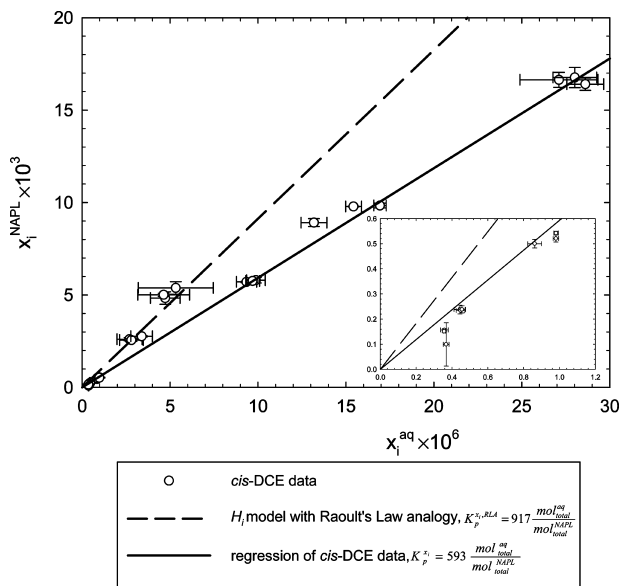 20
15
10
5
0
0 5 10 15 20 25 30
x_i^NAPL ×10^3
x_i^aq ×10^6
0.6
0.5
0.4
0.3
0.2
0.1
0.0
0.0 0.2 0.4 0.6 0.8 1.0 1.2
cis-DCE data
H_i model with Raoult's Law analogy, K_p^{x_i,RLA} = 917 mol_total^aq / mol_total^NAPL
regression of cis-DCE data, K_p^{x_i} = 593 mol_total^aq / mol_total^NAPL